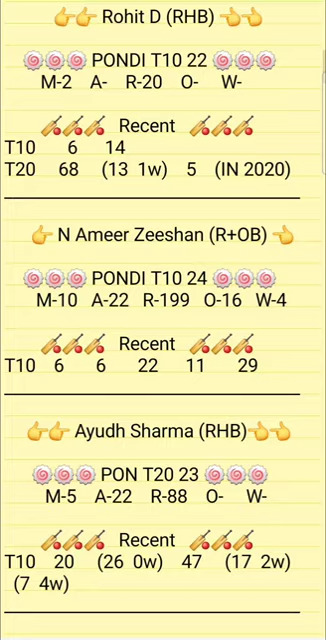 👉👉 Rohit D (RHB) 👈👈
🍥🍥🍥 PONDI T10 22 🍥🍥🍥
M-2 A- R-20 O- W-
🏏🏏🏏 Recent 🏏🏏🏏
T10 6 14
T20 68 (13 1w) 5 (IN 2020)
👉 N Ameer Zeeshan (R+OB) 👈
🍥🍥🍥 PONDI T10 24 🍥🍥🍥
M-10 A-22 R-199 O-16 W-4
🏏🏏🏏 Recent 🏏🏏🏏
T10 6 6 22 11 29
👉👉 Ayudh Sharma (RHB)👈👈
🍥🍥🍥 PON T20 23 🍥🍥🍥
M-5 A-22 R-88 O- W-
🏏🏏🏏 Recent 🏏🏏🏏
T10 20 (26 0w) 47 (17 2w)
(7 4w)